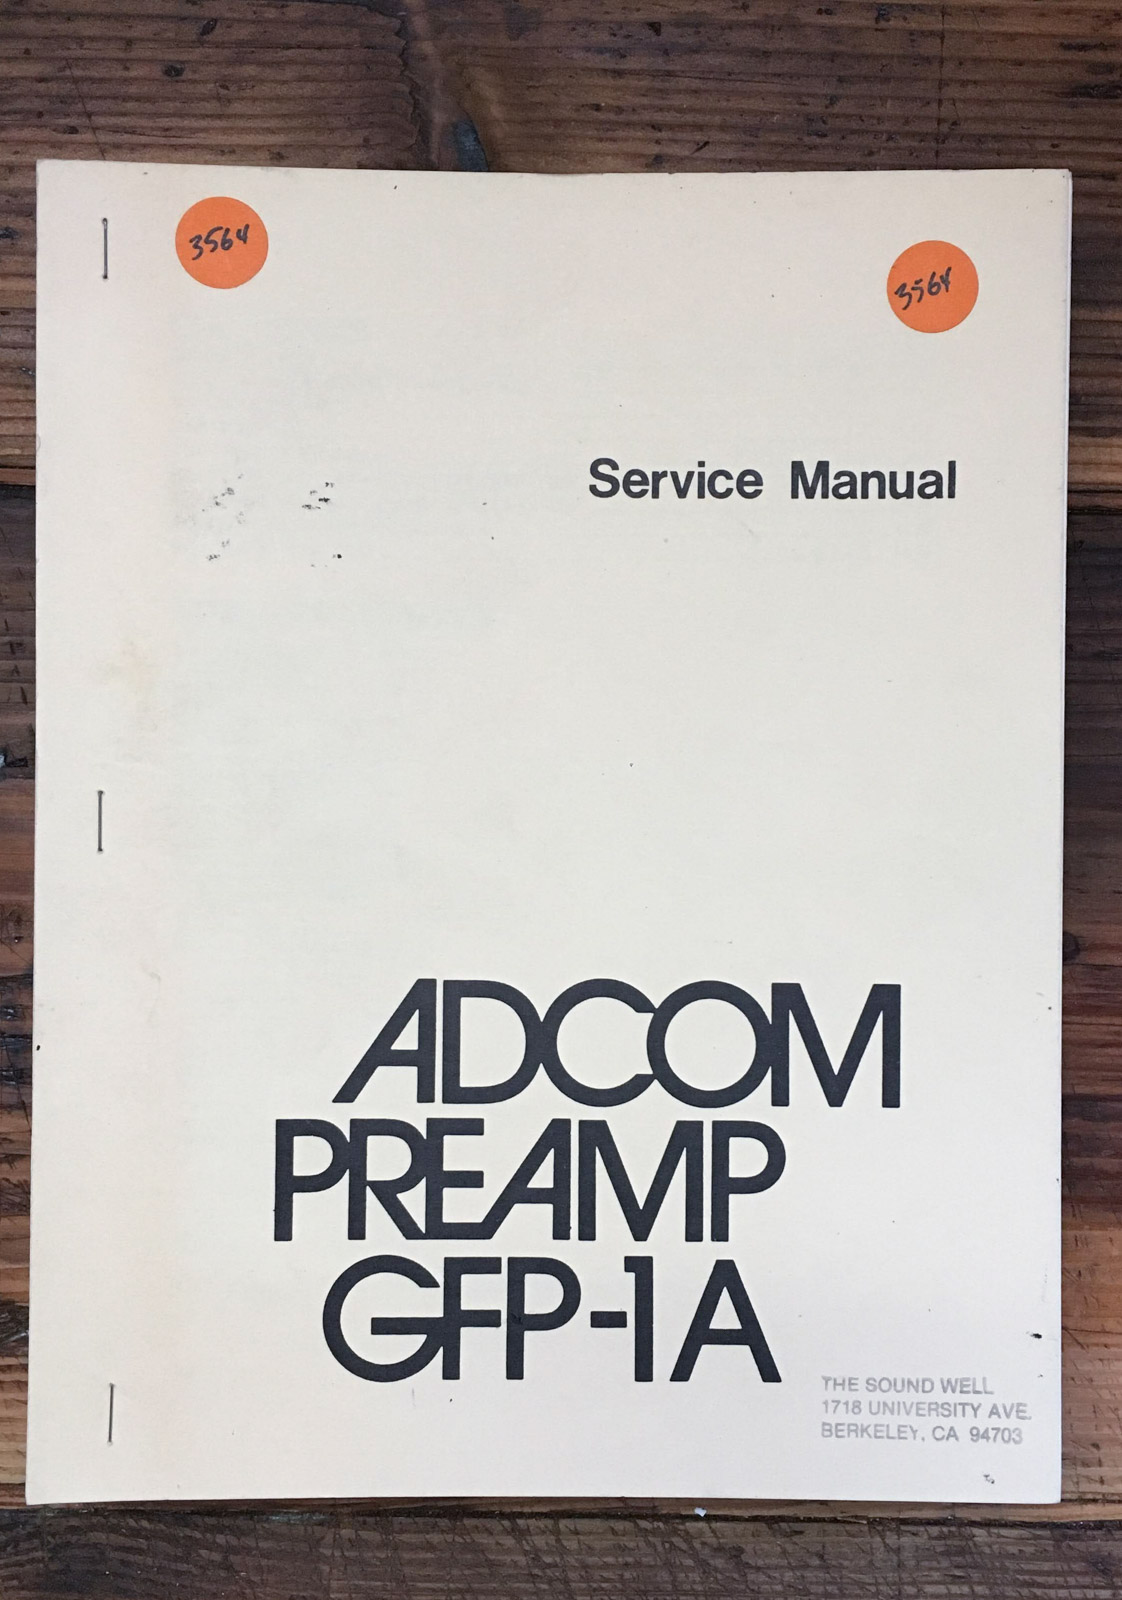 3564
3564
Service Manual
ADCOM
PREAMP
GFP-1A
THE SOUND WELL
1718 UNIVERSITY AVE.
BERKELEY, CA 94703